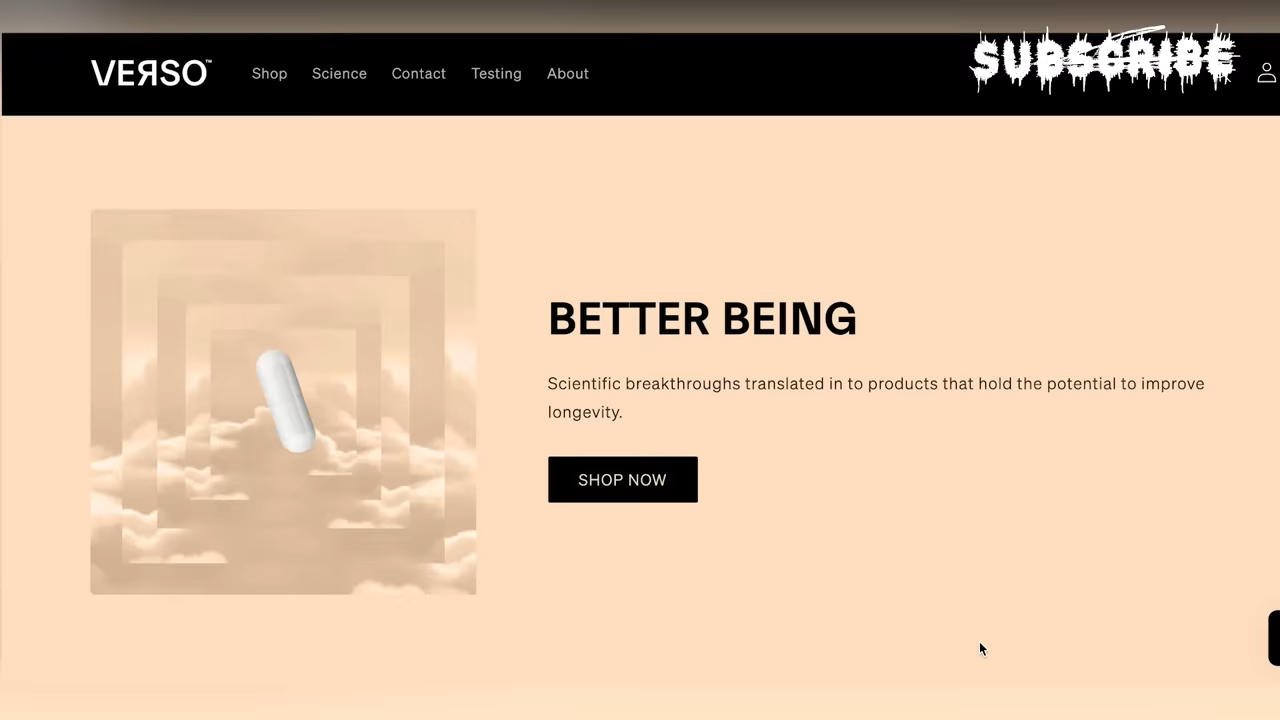 VEЯSO™
Shop Science Contact Testing About
SUBSCRIBE
BETTER BEING
Scientific breakthroughs translated in to products that hold the potential to improve
longevity.
SHOP NOW